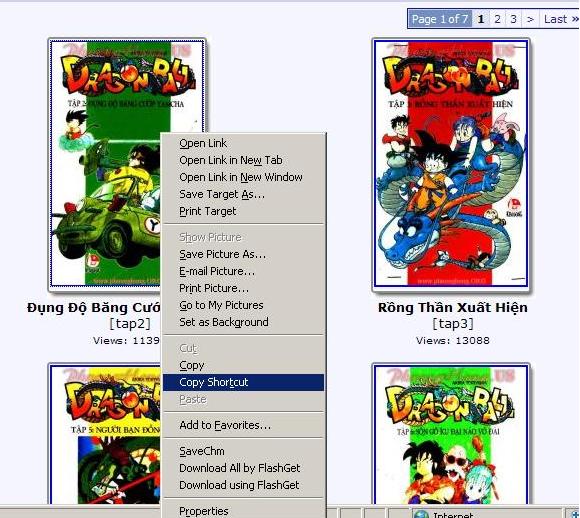 Page 1 of 7 1 2 3 > Last »
DRAGON BALL
TẬP 2: ĐỤNG ĐỘ BĂNG CƯỚP YAMCHA
Đụng Độ Băng Cướ
[tap2]
Views: 1139
DRAGON BALL
TẬP 3: RỒNG THẦN XUẤT HIỆN
Rồng Thần Xuất Hiện
[tap3]
Views: 13088
Open Link
Open Link in New Tab
Open Link in New Window
Save Target As...
Print Target
Show Picture
Save Picture As...
E-mail Picture...
Print Picture...
Go to My Pictures
Set as Background
Cut
Copy
Copy Shortcut
Paste
Add to Favorites...
SaveChm
Download All by FlashGet
Download using FlashGet
Properties
DRAGON BALL
TẬP 5: NGƯỜI BẠN ĐỒN
DRAGON BALL
TẬP 6: SÔN GÔ KU ĐẠI NÁO VÕ ĐÀI
Internet